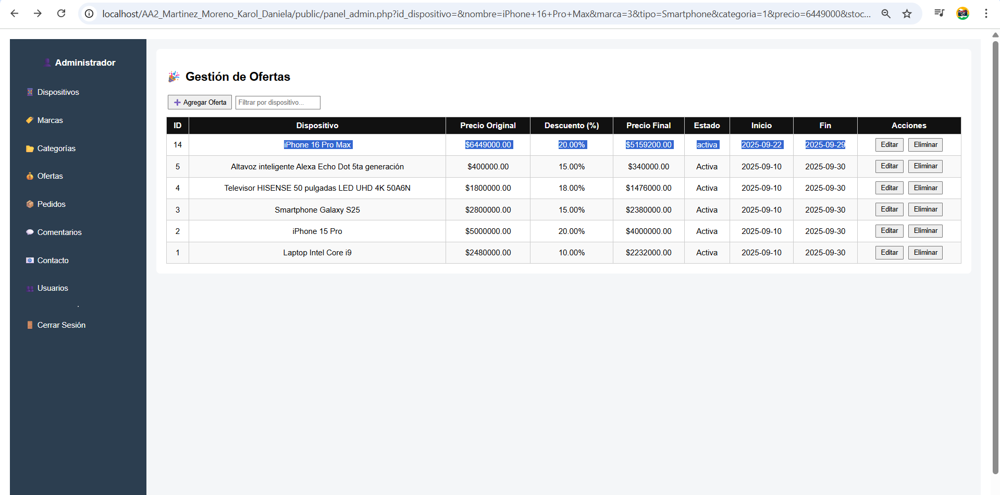 localhost/AA2_Martinez_Moreno_Karol_Daniela/public/panel_admin.php?id_dispositivo=&nombre=iPhone+16+Pro+Max&marca=3&tipo=Smartphone&categoria=1&precio=6449000&stoc...
Administrador
Dispositivos
Marcas
Categorías
Ofertas
Pedidos
Comentarios
Contacto
Usuarios
.
Cerrar Sesión
Gestión de Ofertas
Agregar Oferta Filtrar por dispositivo...
ID Dispositivo Precio Original Descuento (%) Precio Final Estado Inicio Fin Acciones
14 iPhone 16 Pro Max $6449000.00 20.00% $5159200.00 activa 2025-09-22 2025-09-29 Editar Eliminar
5 Altavoz inteligente Alexa Echo Dot 5ta generación $400000.00 15.00% $340000.00 Activa 2025-09-10 2025-09-30 Editar Eliminar
4 Televisor HISENSE 50 pulgadas LED UHD 4K 50A6N $1800000.00 18.00% $1476000.00 Activa 2025-09-10 2025-09-30 Editar Eliminar
3 Smartphone Galaxy S25 $2800000.00 15.00% $2380000.00 Activa 2025-09-10 2025-09-30 Editar Eliminar
2 iPhone 15 Pro $5000000.00 20.00% $4000000.00 Activa 2025-09-10 2025-09-30 Editar Eliminar
1 Laptop Intel Core i9 $2480000.00 10.00% $2232000.00 Activa 2025-09-10 2025-09-30 Editar Eliminar